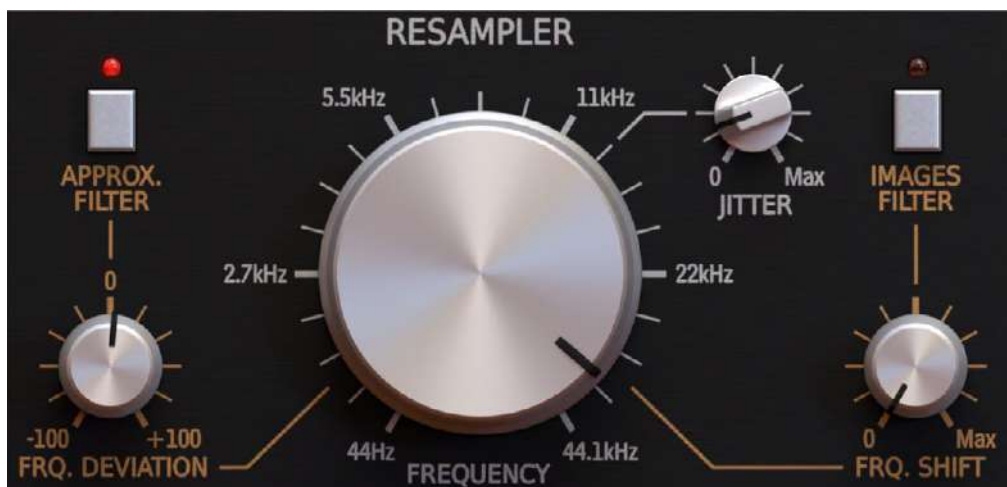 RESAMPLER
5.5kHz
11kHz
APPROX.
FILTER
0
Max
JITTER
IMAGES
FILTER
0
2.7kHz
22kHz
-100
+100
FRQ. DEVIATION
44Hz
44.1kHz
FREQUENCY
0
Max
FRQ. SHIFT